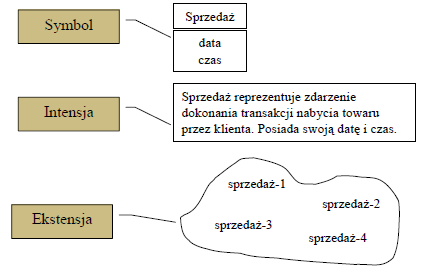 Symbol
Sprzedaż
data
czas
Intensja
Sprzedaż reprezentuje zdarzenie
dokonania transakcji nabycia towaru
przez klienta. Posiada swoją datę i czas.
Ekstensja
sprzedaż-1
sprzedaż-2
sprzedaż-3
sprzedaż-4